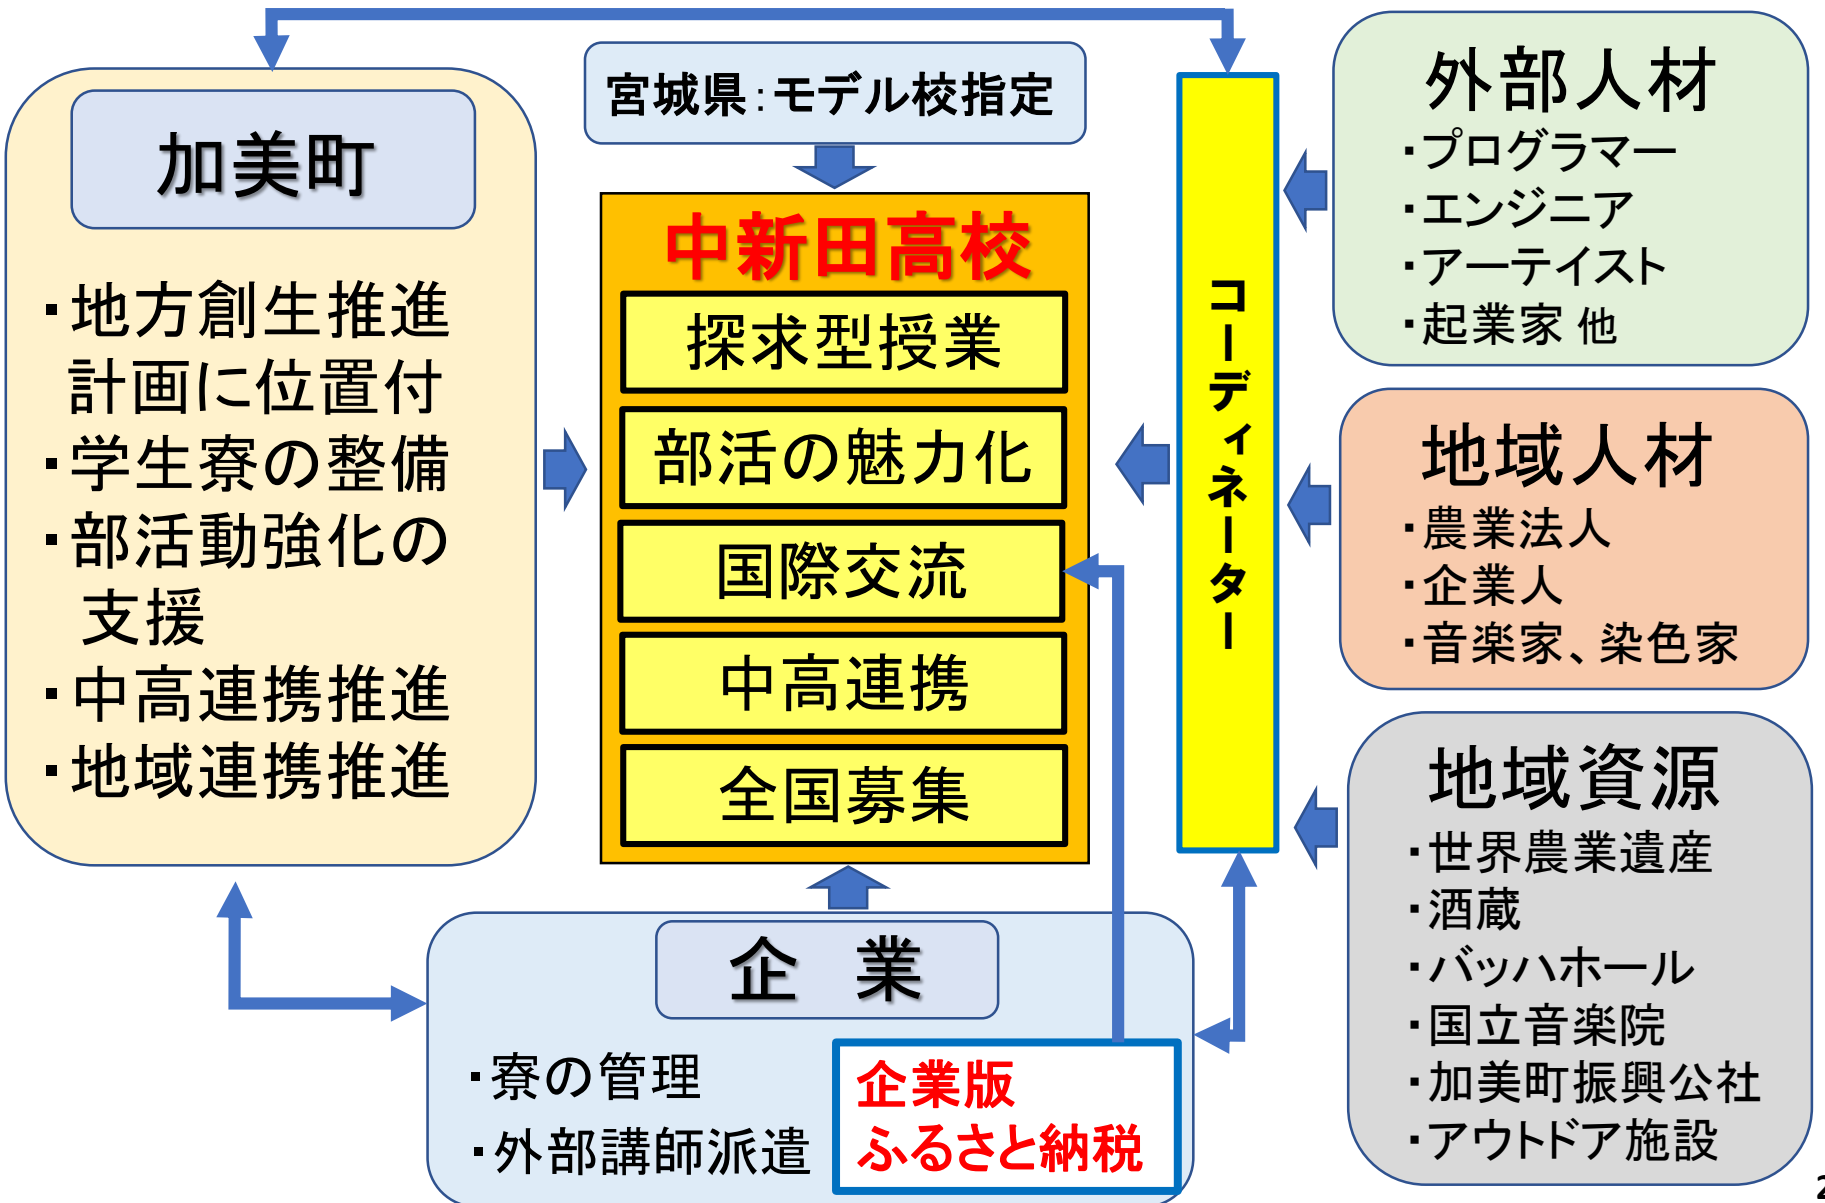 加美町
・地方創生推進
計画に位置付
・学生寮の整備
・部活動強化の
支援
・中高連携推進
・地域連携推進
宮城県：モデル校指定
中新田高校
探求型授業
部活の魅力化
国際交流
中高連携
全国募集
コーディネーター
外部人材
・プログラマー
・エンジニア
・アーテイスト
・起業家 他
地域人材
・農業法人
・企業人
・音楽家、染色家
地域資源
・世界農業遺産
・酒蔵
・バッハホール
・国立音楽院
・加美町振興公社
・アウトドア施設
企　業
・寮の管理
・外部講師派遣
企業版
ふるさと納税